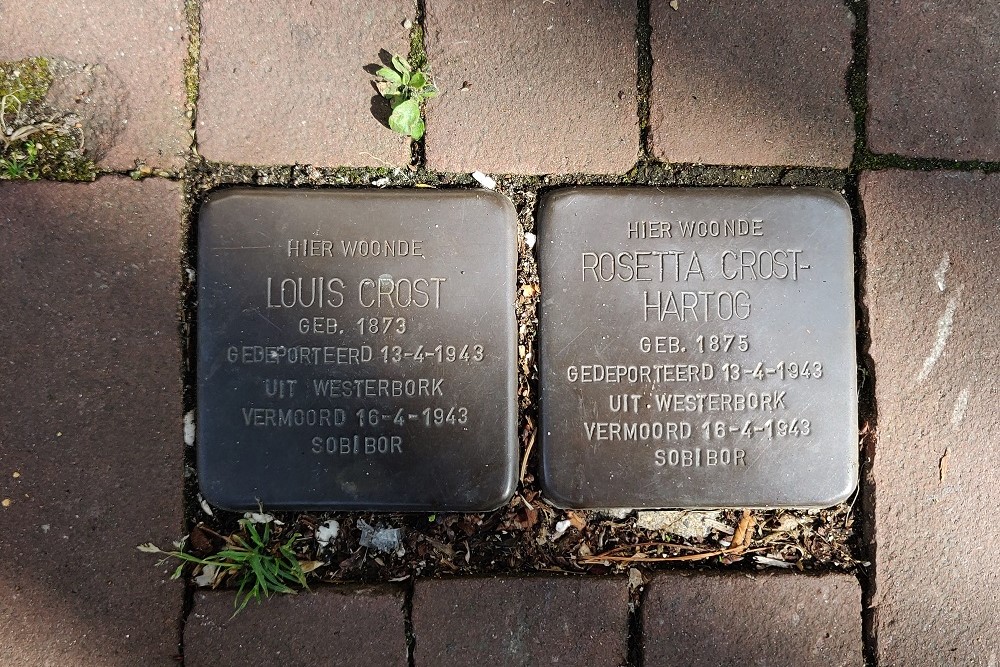 HIER WOONDE
LOUIS CROST
GEB. 1873
GEDEPORTEERD 13-4-1943
UIT WESTERBORK
VERMOORD 16-4-1943
SOBIBOR
HIER WOONDE
ROSETTA CROST-
HARTOG
GEB. 1875
GEDEPORTEERD 13-4-1943
UIT WESTERBORK
VERMOORD 16-4-1943
SOBIBOR